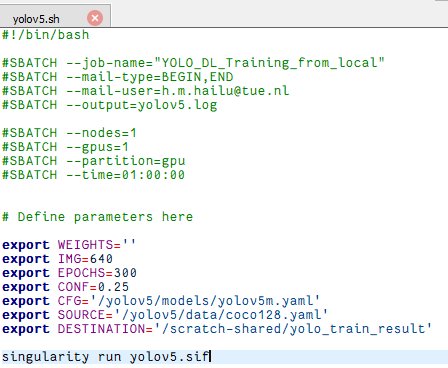 yolov5.sh
#!/bin/bash
#SBATCH --job-name="YOLO_DL_Training_from_local"
#SBATCH --mail-type=BEGIN,END
#SBATCH --mail-user=h.m.hailu@tue.nl
#SBATCH --output=yolov5.log
#SBATCH --nodes=1
#SBATCH --gpus=1
#SBATCH --partition=gpu
#SBATCH --time=01:00:00
# Define parameters here
export WEIGHTS=''
export IMG=640
export EPOCHS=300
export CONF=0.25
export CFG='/yolov5/models/yolov5m.yaml'
export SOURCE='/yolov5/data/coco128.yaml'
export DESTINATION='/scratch-shared/yolo_train_result'
singularity run yolov5.sif